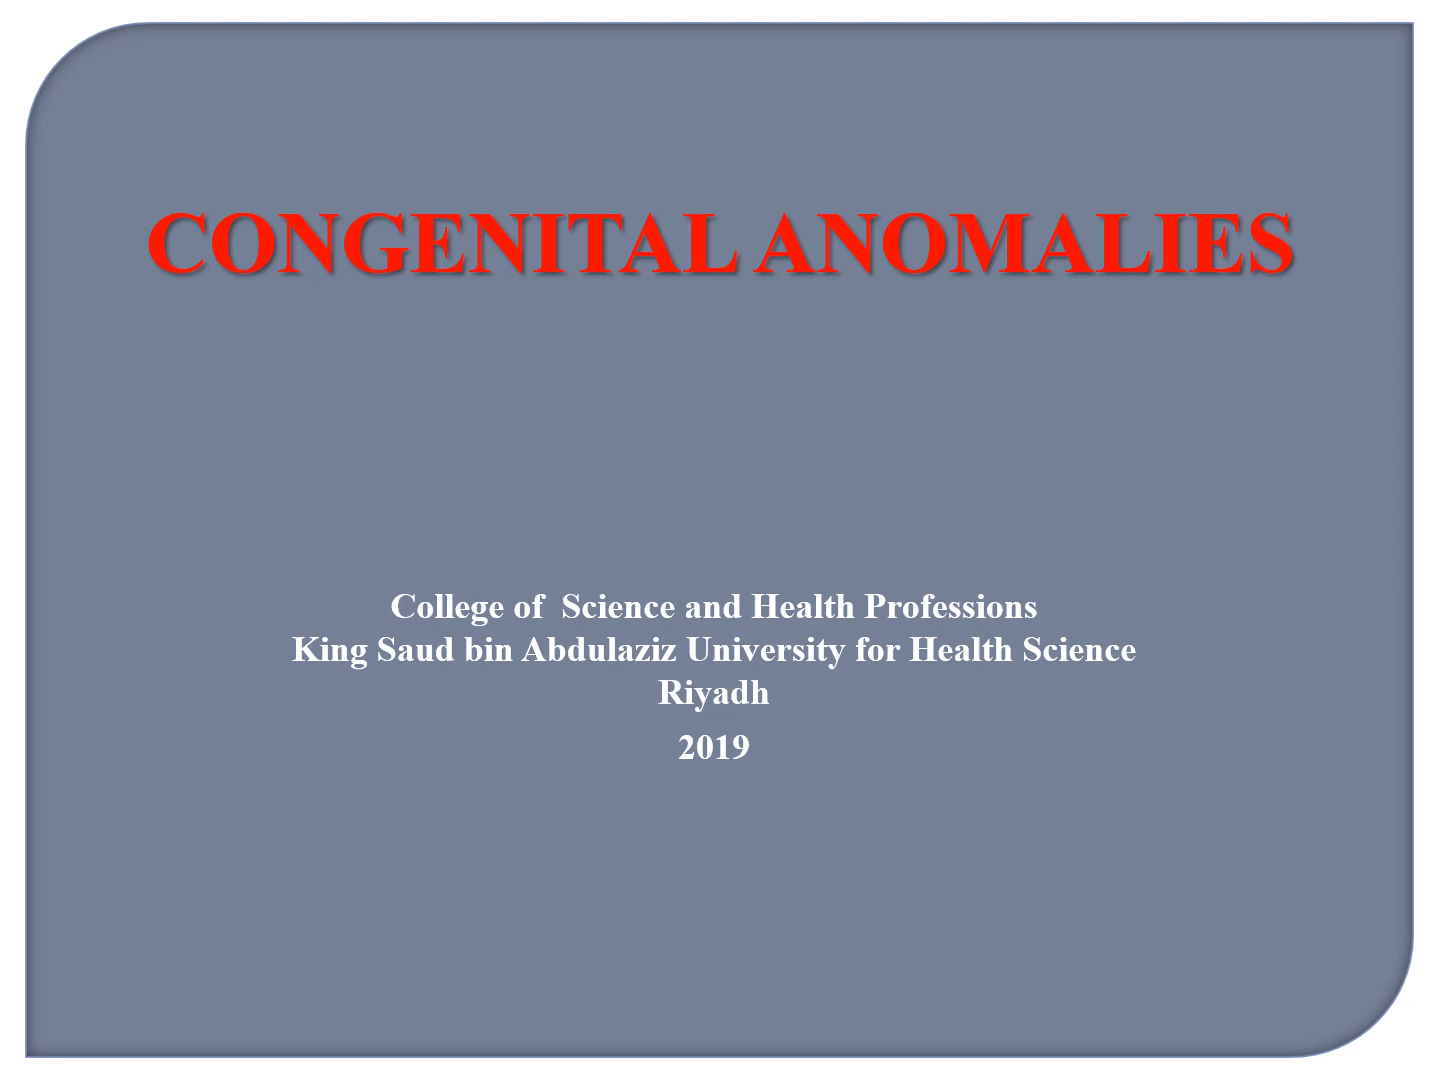 CONGENITAL ANOMALIES
College of  Science and Health Professions
King Saud bin Abdulaziz University for Health Science
Riyadh
2019